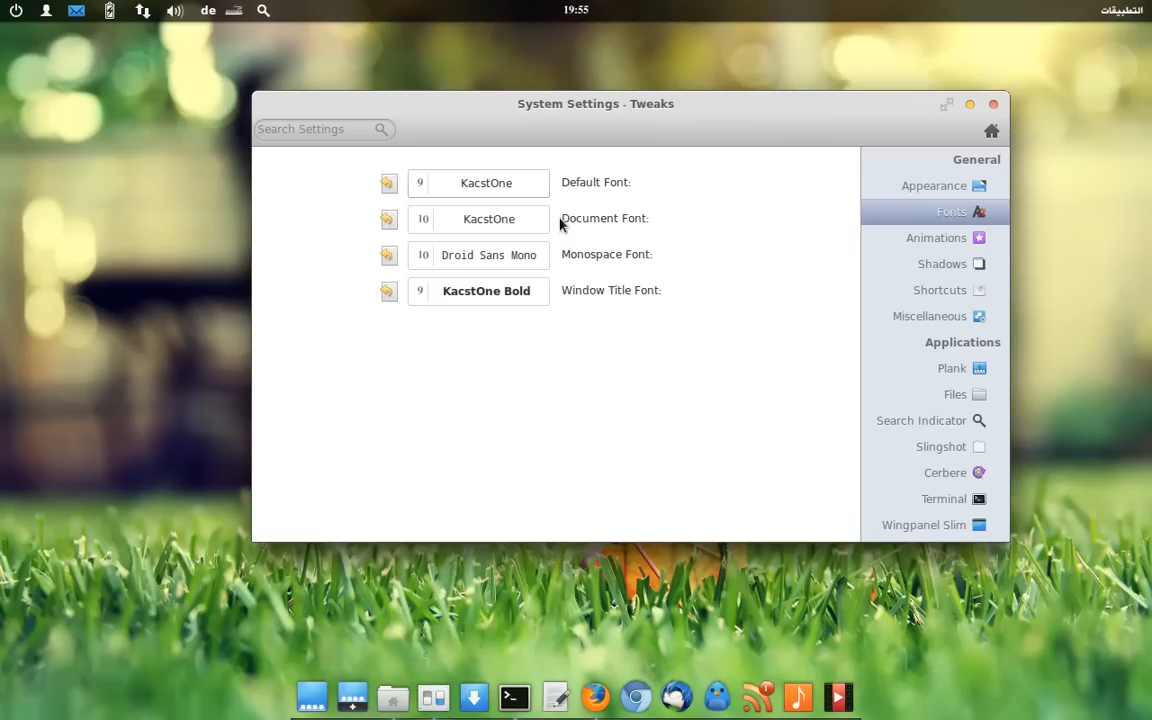 de
19:55
التطبيقات
System Settings - Tweaks
Search Settings
Default Font:
KacstOne
9
Document Font:
KacstOne
10
Monospace Font:
Droid Sans Mono
10
Window Title Font:
KacstOne Bold
9
General
Appearance
Fonts
Animations
Shadows
Shortcuts
Miscellaneous
Applications
Plank
Files
Search Indicator
Slingshot
Cerbere
Terminal
Wingpanel Slim